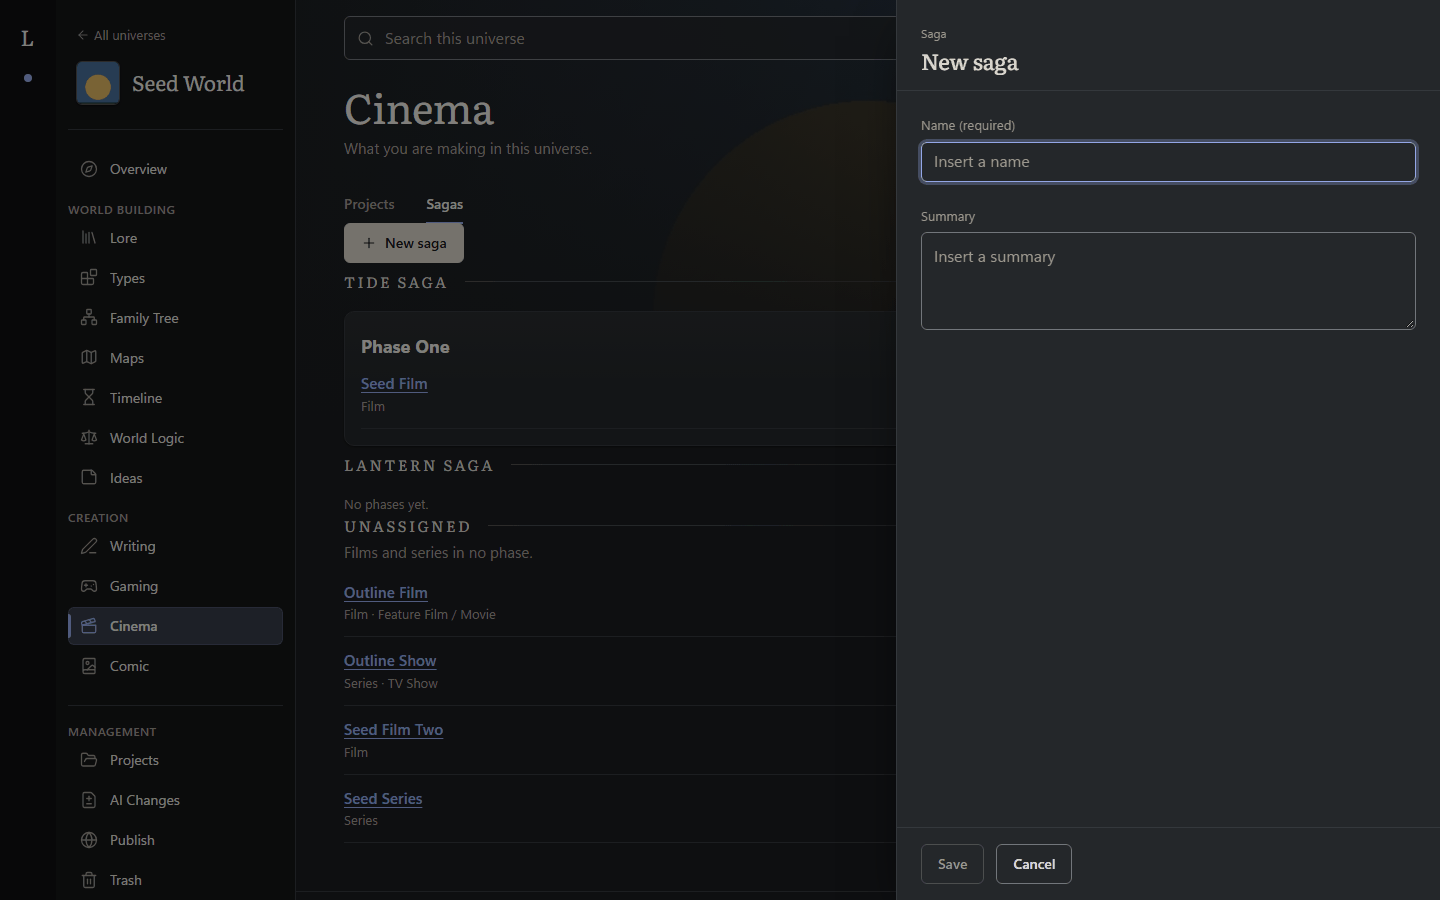 L
All universes
Seed World
Overview
WORLD BUILDING
Lore
Types
Family Tree
Maps
Timeline
World Logic
Ideas
CREATION
Writing
Gaming
Cinema
Comic
MANAGEMENT
Projects
AI Changes
Publish
Trash
Search this universe
Cinema
What you are making in this universe.
Projects Sagas
New saga
TIDE SAGA
Phase One
Seed Film
Film
LANTERN SAGA
No phases yet.
UNASSIGNED
Films and series in no phase.
Outline Film
Film · Feature Film / Movie
Outline Show
Series · TV Show
Seed Film Two
Film
Seed Series
Series
Saga
New saga
Name (required)
Insert a name
Summary
Insert a summary
Save Cancel